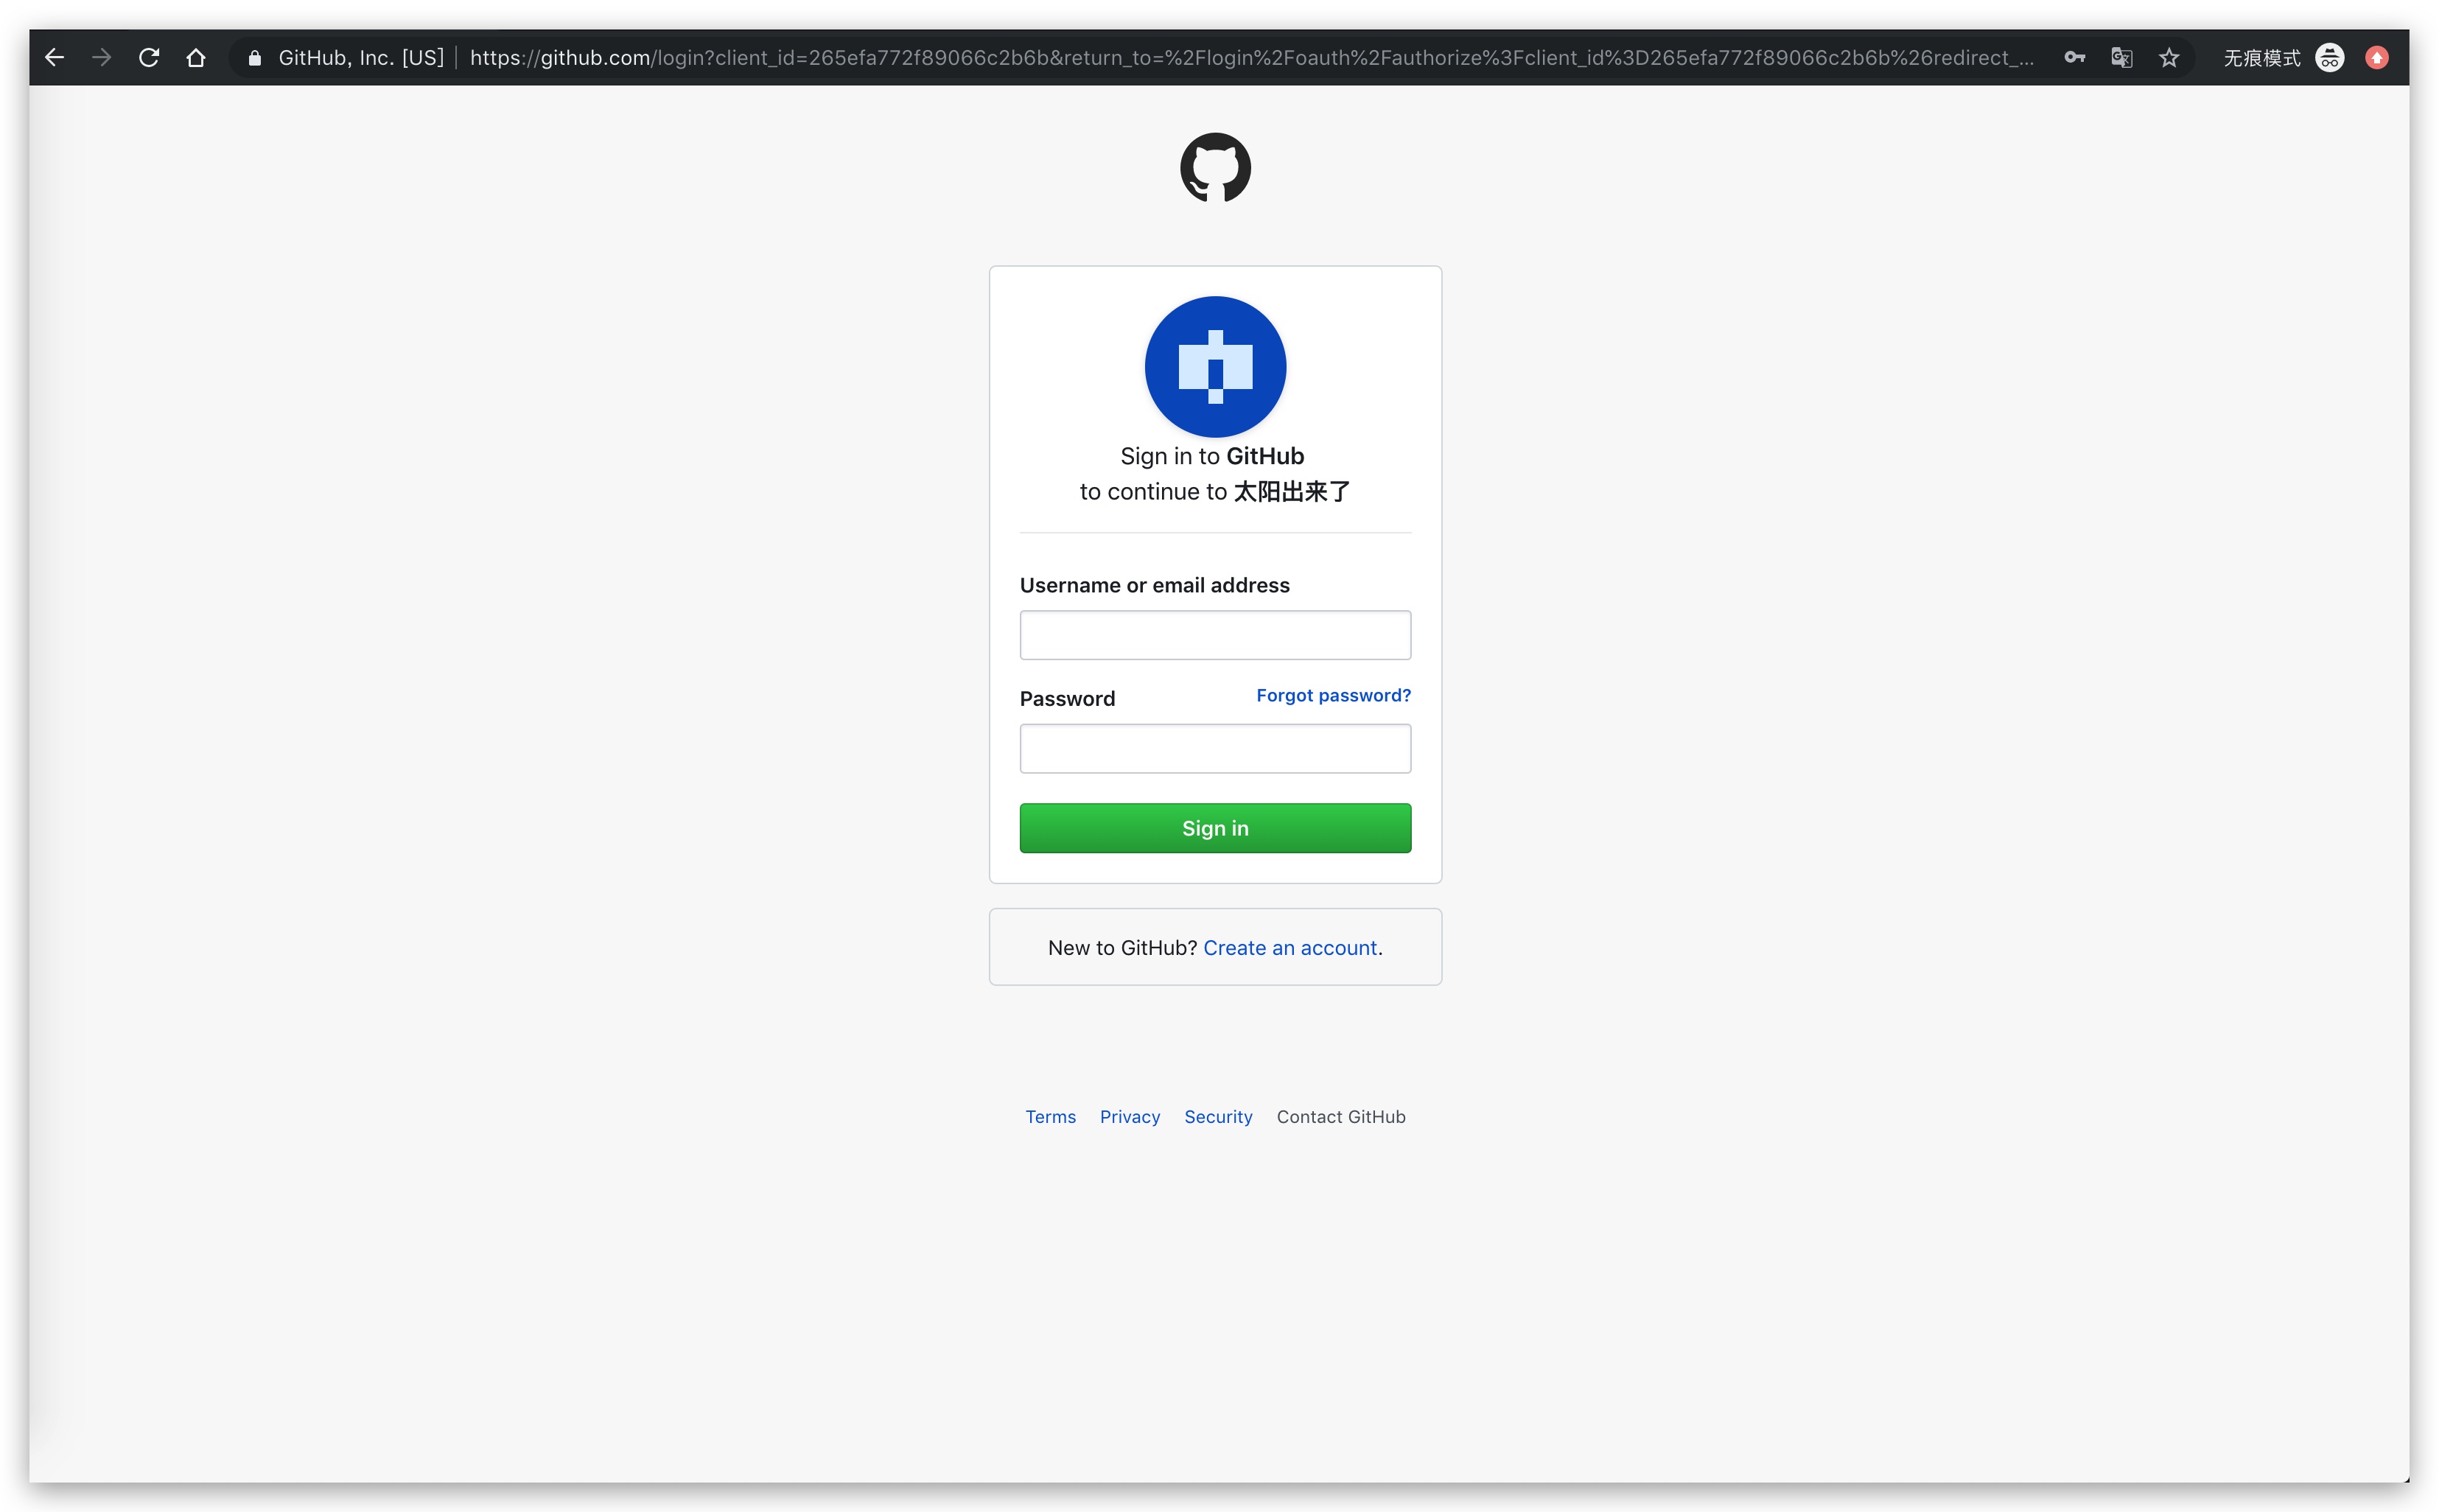 GitHub, Inc. [US] https://github.com/login?client_id=265efa772f89066c2b6b&return_to=%2Flogin%2Foauth%2Fauthorize%3Fclient_id%3D265efa772f89066c2b6b%26redirect_... 无痕模式
Sign in to GitHub
to continue to 太阳出来了
Username or email address
Password Forgot password?
Sign in
New to GitHub? Create an account.
Terms Privacy Security Contact GitHub